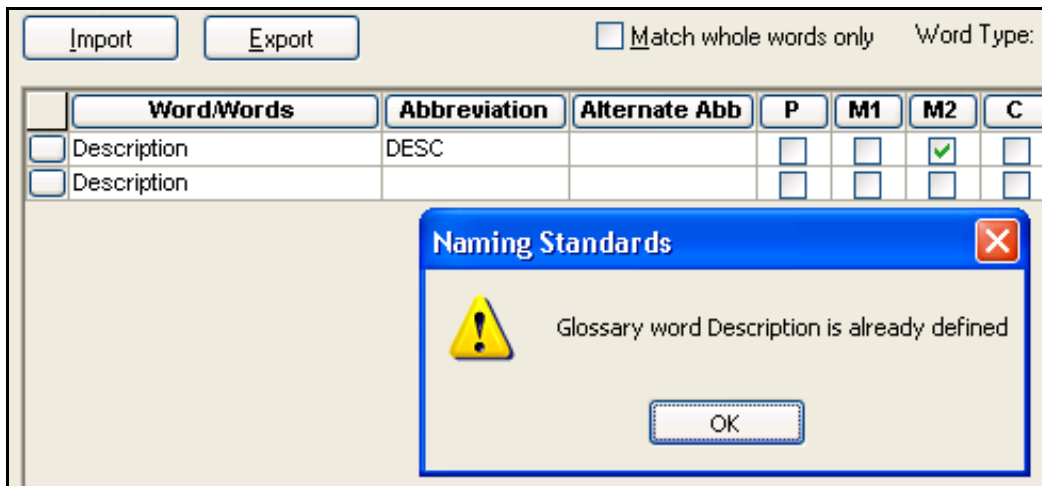 Import Export Match whole words only Word Type:
Word/Words Abbreviation Alternate Abb P M1 M2 C
Description DESC
Description
Naming Standards
Glossary word Description is already defined
OK